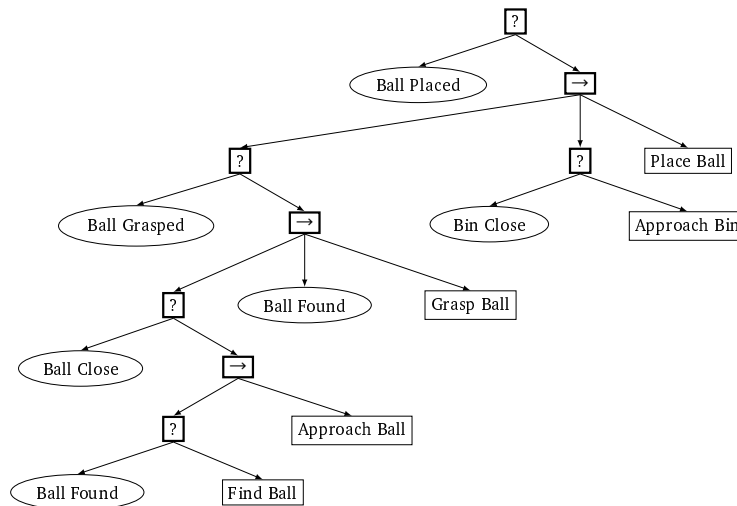 ?
Ball Placed
→
?
?
Place Ball
Ball Grasped
→
Bin Close
Approach Bin
?
Ball Found
Grasp Ball
Ball Close
→
?
Approach Ball
Ball Found
Find Ball